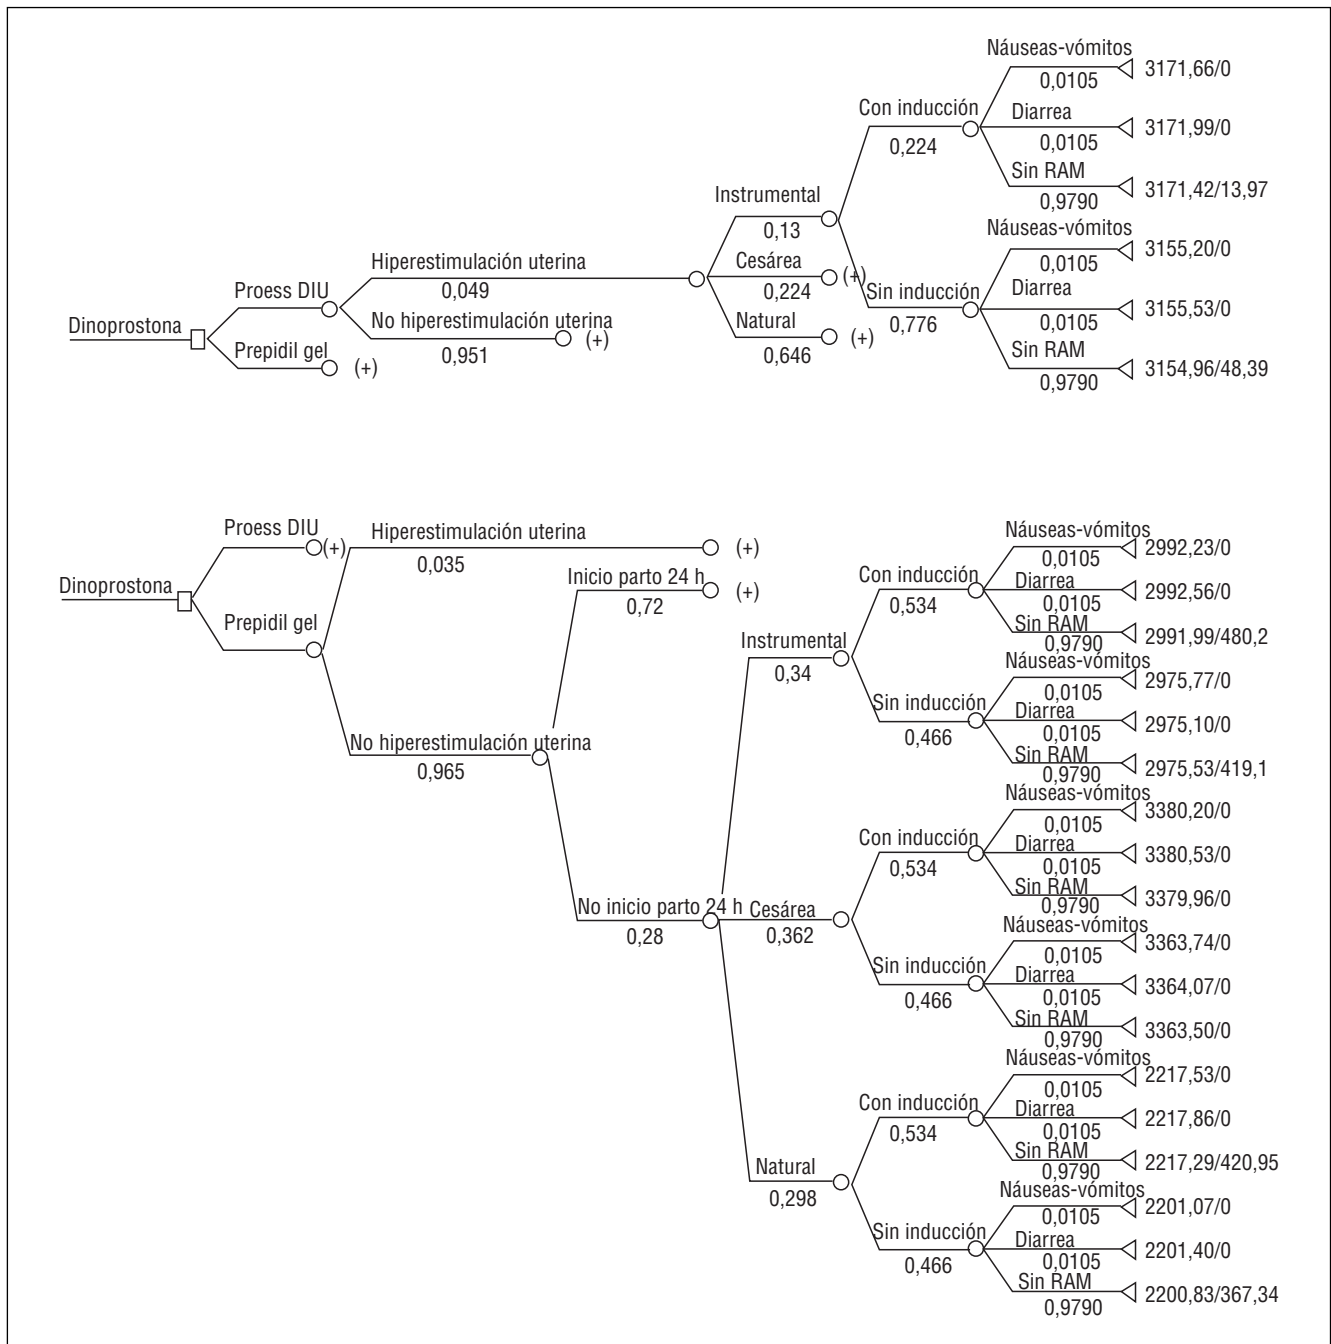 Náuseas-vómitos
0,0105
3171,66/0
Con inducción
0,224
Diarrea
0,0105
3171,99/0
Sin RAM
0,9790
3171,42/13,97
Instrumental
0,13
Náuseas-vómitos
0,0105
3155,20/0
Hiperestimulación uterina
0,049
Cesárea
0,224
(+)
Sin inducción
0,776
Diarrea
0,0105
3155,53/0
Proess DIU
Dinoprostona
No hiperestimulación uterina
0,951
(+)
Natural
0,646
(+)
Sin RAM
0,9790
3154,96/48,39
Prepidil gel
(+)
Proess DIU
(+)
Hiperestimulación uterina
0,035
(+)
Náuseas-vómitos
0,0105
2992,23/0
Dinoprostona
Inicio parto 24 h
0,72
(+)
Con inducción
0,534
Diarrea
0,0105
2992,56/0
Prepidil gel
Instrumental
0,34
Sin RAM
0,9790
2991,99/480,2
Náuseas-vómitos
0,0105
2975,77/0
Sin inducción
0,466
Diarrea
0,0105
2975,10/0
No hiperestimulación uterina
0,965
Sin RAM
0,9790
2975,53/419,1
Náuseas-vómitos
0,0105
3380,20/0
Con inducción
0,534
Diarrea
0,0105
3380,53/0
Sin RAM
0,9790
3379,96/0
No inicio parto 24 h
0,28
Cesárea
0,362
Náuseas-vómitos
0,0105
3363,74/0
Sin inducción
0,466
Diarrea
0,0105
3364,07/0
Sin RAM
0,9790
3363,50/0
Náuseas-vómitos
0,0105
2217,53/0
Con inducción
0,534
Diarrea
0,0105
2217,86/0
Sin RAM
0,9790
2217,29/420,95
Natural
0,298
Náuseas-vómitos
0,0105
2201,07/0
Sin inducción
0,466
Diarrea
0,0105
2201,40/0
Sin RAM
0,9790
2200,83/367,34